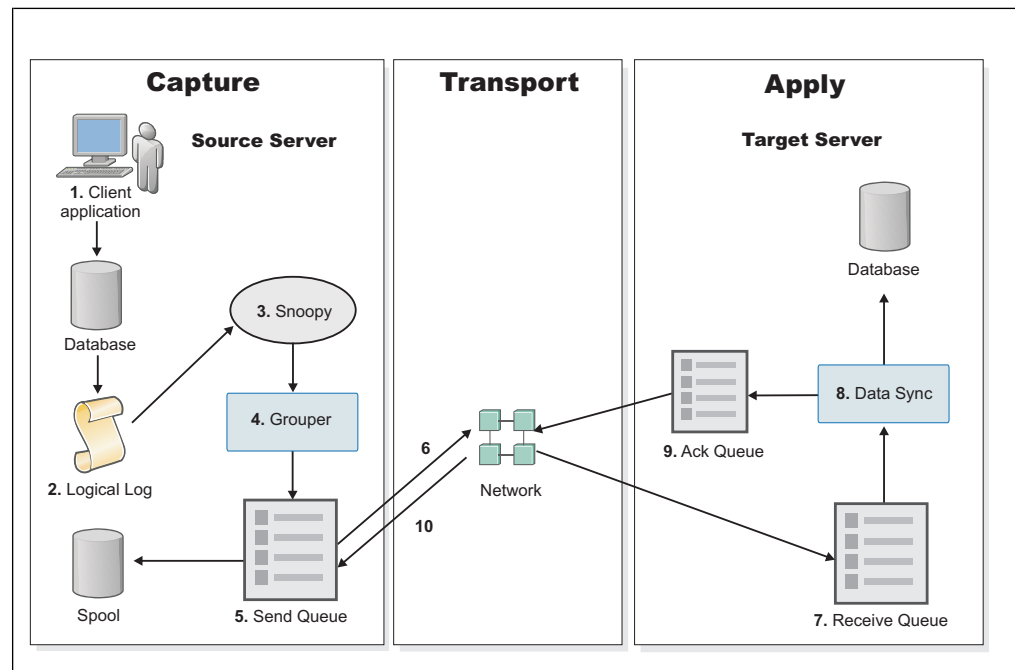 Capture
Source Server
1. Client
application
Database
2. Logical Log
3. Snoopy
4. Grouper
5. Send Queue
Spool
Transport
6
10
Network
Apply
Target Server
Database
8. Data Sync
9. Ack Queue
7. Receive Queue